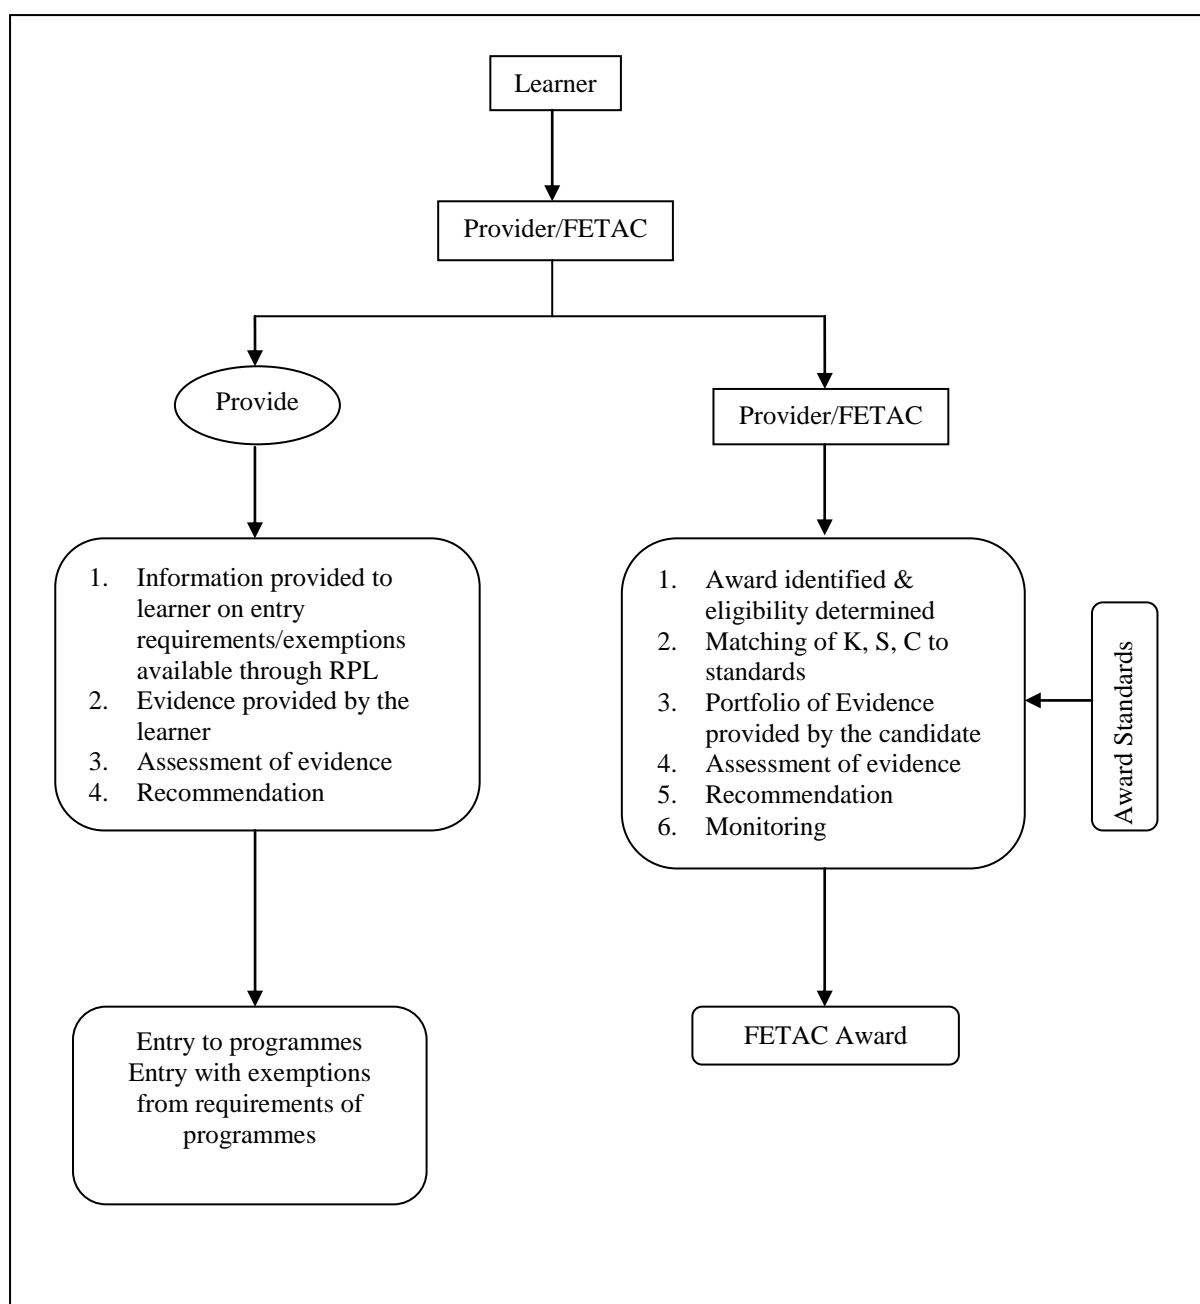 Learner
Provider/FETAC
Provide
Provider/FETAC
1. Information provided to
learner on entry
requirements/exemptions
available through RPL
2. Evidence provided by the
learner
3. Assessment of evidence
4. Recommendation
1. Award identified &
eligibility determined
2. Matching of K, S, C to
standards
3. Portfolio of Evidence
provided by the candidate
4. Assessment of evidence
5. Recommendation
6. Monitoring
Award Standards
Entry to programmes
Entry with exemptions
from requirements of
programmes
FETAC Award